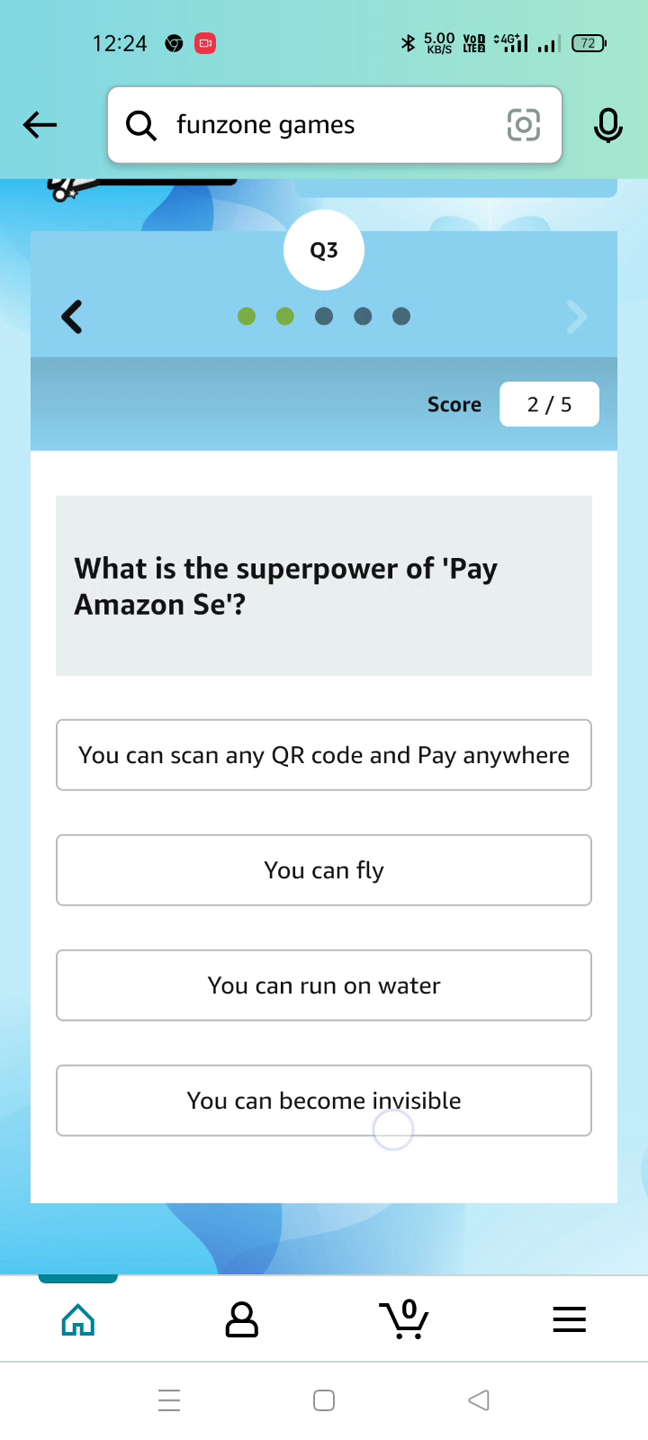 12:24
5.00 KB/S VoD LTE2 4G+ 72
funzone games
Q3
Score 2 / 5
What is the superpower of 'Pay
Amazon Se'?
You can scan any QR code and Pay anywhere
You can fly
You can run on water
You can become invisible
0